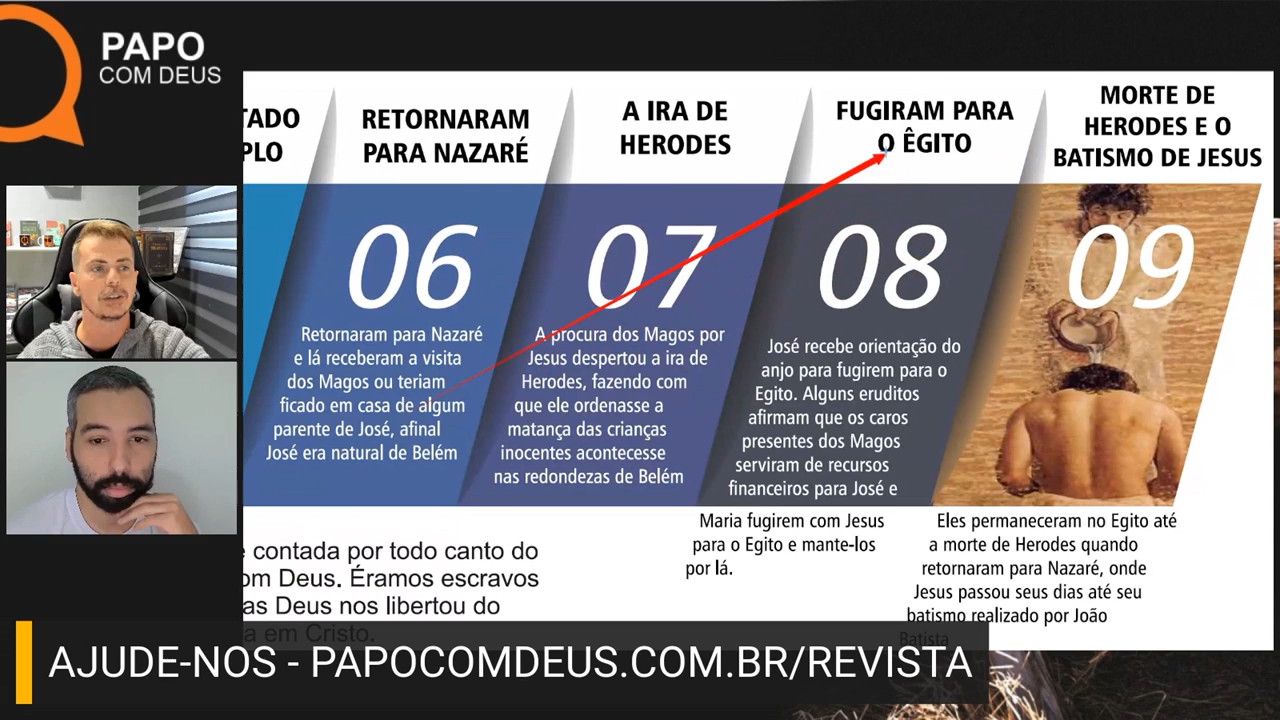 PAPO
COM DEUS
TADO
PLO
RETORNARAM
PARA NAZARÉ
A IRA DE
HERODES
FUGIRAM PARA
O ÊGITO
MORTE DE
HERODES E O
BATISMO DE JESUS
06
Retornaram para Nazaré
e lá receberam a visita
dos Magos ou teriam
ficado em casa de algum
parente de José, afinal
José era natural de Belém
07
A procura dos Magos por
Jesus despertou a ira de
Herodes, fazendo com
que ele ordenasse a
matança das crianças
inocentes acontecesse
nas redondezas de Belém
08
José recebe orientação do
anjo para fugirem para o
Egito. Alguns eruditos
afirmam que os caros
presentes dos Magos
serviram de recursos
financeiros para José e
Maria fugirem com Jesus
para o Egito e mante-los
por lá.
09
Eles permaneceram no Egito até
a morte de Herodes quando
retornaram para Nazaré, onde
Jesus passou seus dias até seu
batismo realizado por João
Batista
e contada por todo canto do
om Deus. Éramos escravos
as Deus nos libertou do
a em Cristo.
AJUDE-NOS - PAPOCOMDEUS.COM.BR/REVISTA